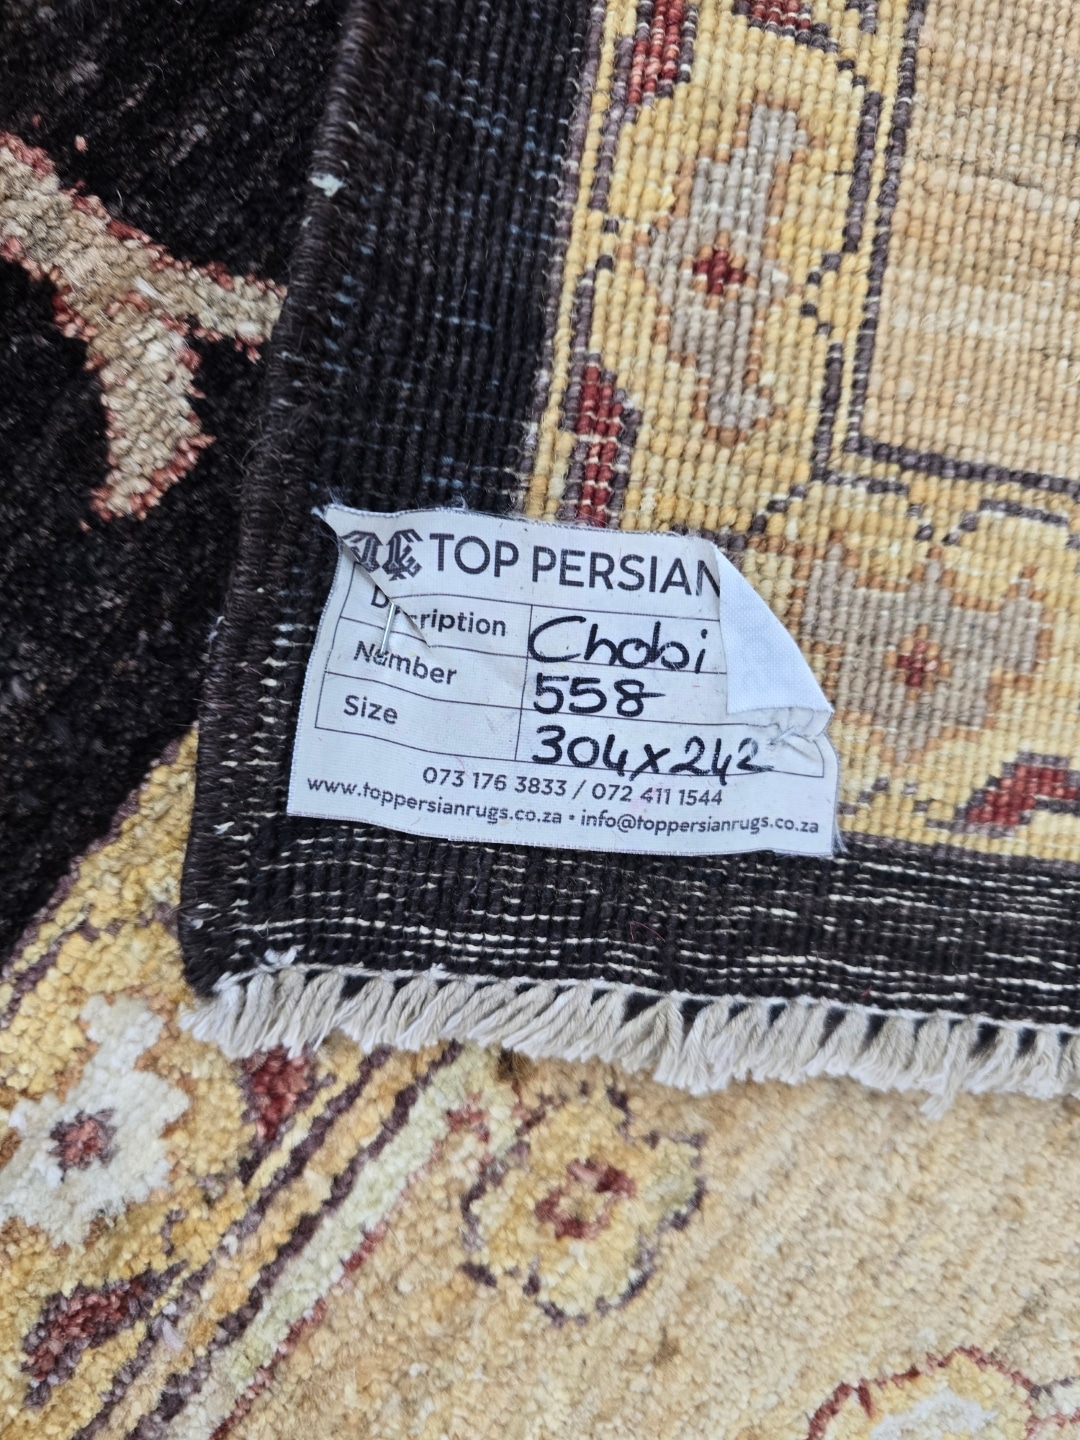 TOP PERSIAN
Description Chobi
Number 558
Size 304x242
073 176 3833 / 072 411 1544
www.toppersianrugs.co.za • info@toppersianrugs.co.za